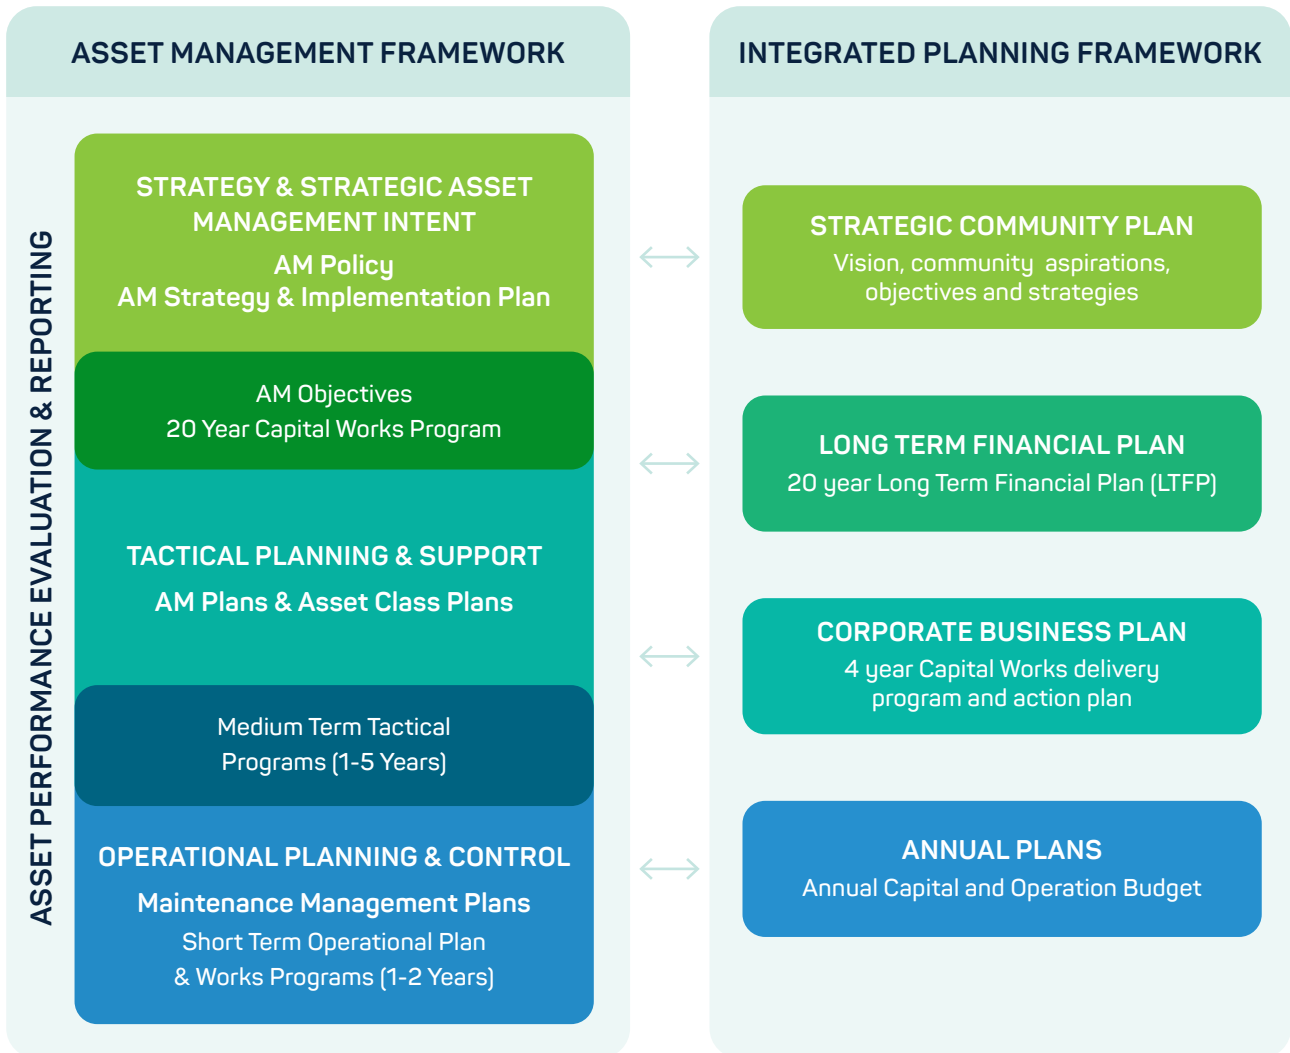 ASSET MANAGEMENT FRAMEWORK
ASSET PERFORMANCE EVALUATION & REPORTING
STRATEGY & STRATEGIC ASSET
MANAGEMENT INTENT
AM Policy
AM Strategy & Implementation Plan
AM Objectives
20 Year Capital Works Program
TACTICAL PLANNING & SUPPORT
AM Plans & Asset Class Plans
Medium Term Tactical
Programs (1-5 Years)
OPERATIONAL PLANNING & CONTROL
Maintenance Management Plans
Short Term Operational Plan
& Works Programs (1-2 Years)
INTEGRATED PLANNING FRAMEWORK
STRATEGIC COMMUNITY PLAN
Vision, community aspirations,
objectives and strategies
LONG TERM FINANCIAL PLAN
20 year Long Term Financial Plan (LTFP)
CORPORATE BUSINESS PLAN
4 year Capital Works delivery
program and action plan
ANNUAL PLANS
Annual Capital and Operation Budget